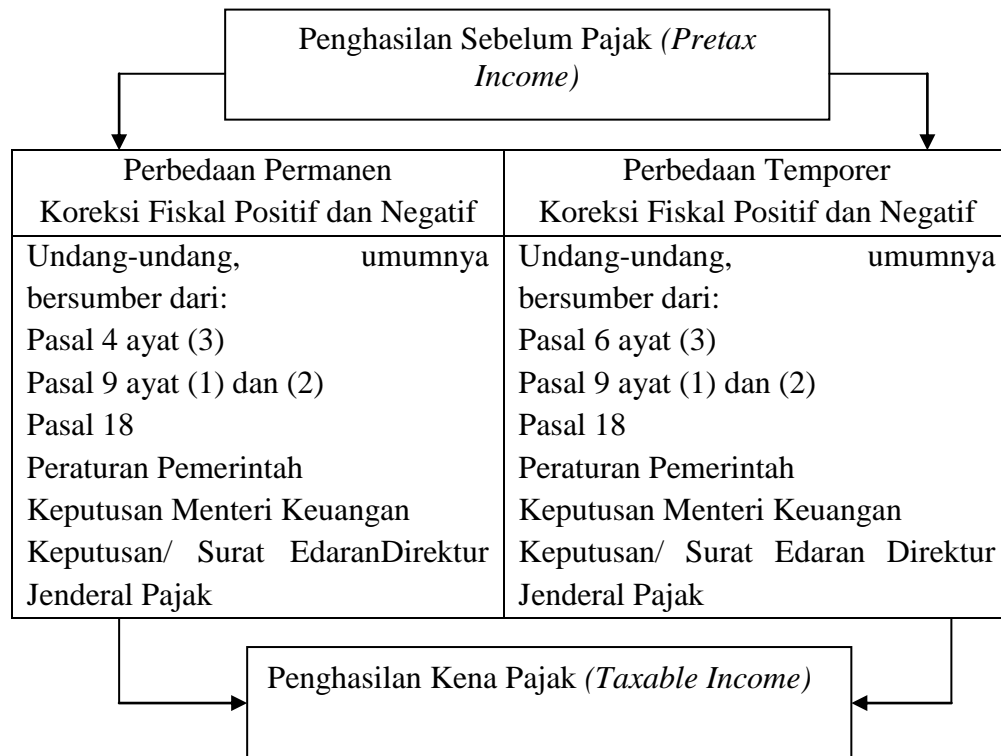 Penghasilan Sebelum Pajak (Pretax
Income)
Perbedaan Permanen
Koreksi Fiskal Positif dan Negatif
Undang-undang, umumnya
bersumber dari:
Pasal 4 ayat (3)
Pasal 9 ayat (1) dan (2)
Pasal 18
Peraturan Pemerintah
Keputusan Menteri Keuangan
Keputusan/ Surat EdaranDirektur
Jenderal Pajak
Perbedaan Temporer
Koreksi Fiskal Positif dan Negatif
Undang-undang, umumnya
bersumber dari:
Pasal 6 ayat (3)
Pasal 9 ayat (1) dan (2)
Pasal 18
Peraturan Pemerintah
Keputusan Menteri Keuangan
Keputusan/ Surat Edaran Direktur
Jenderal Pajak
Penghasilan Kena Pajak (Taxable Income)